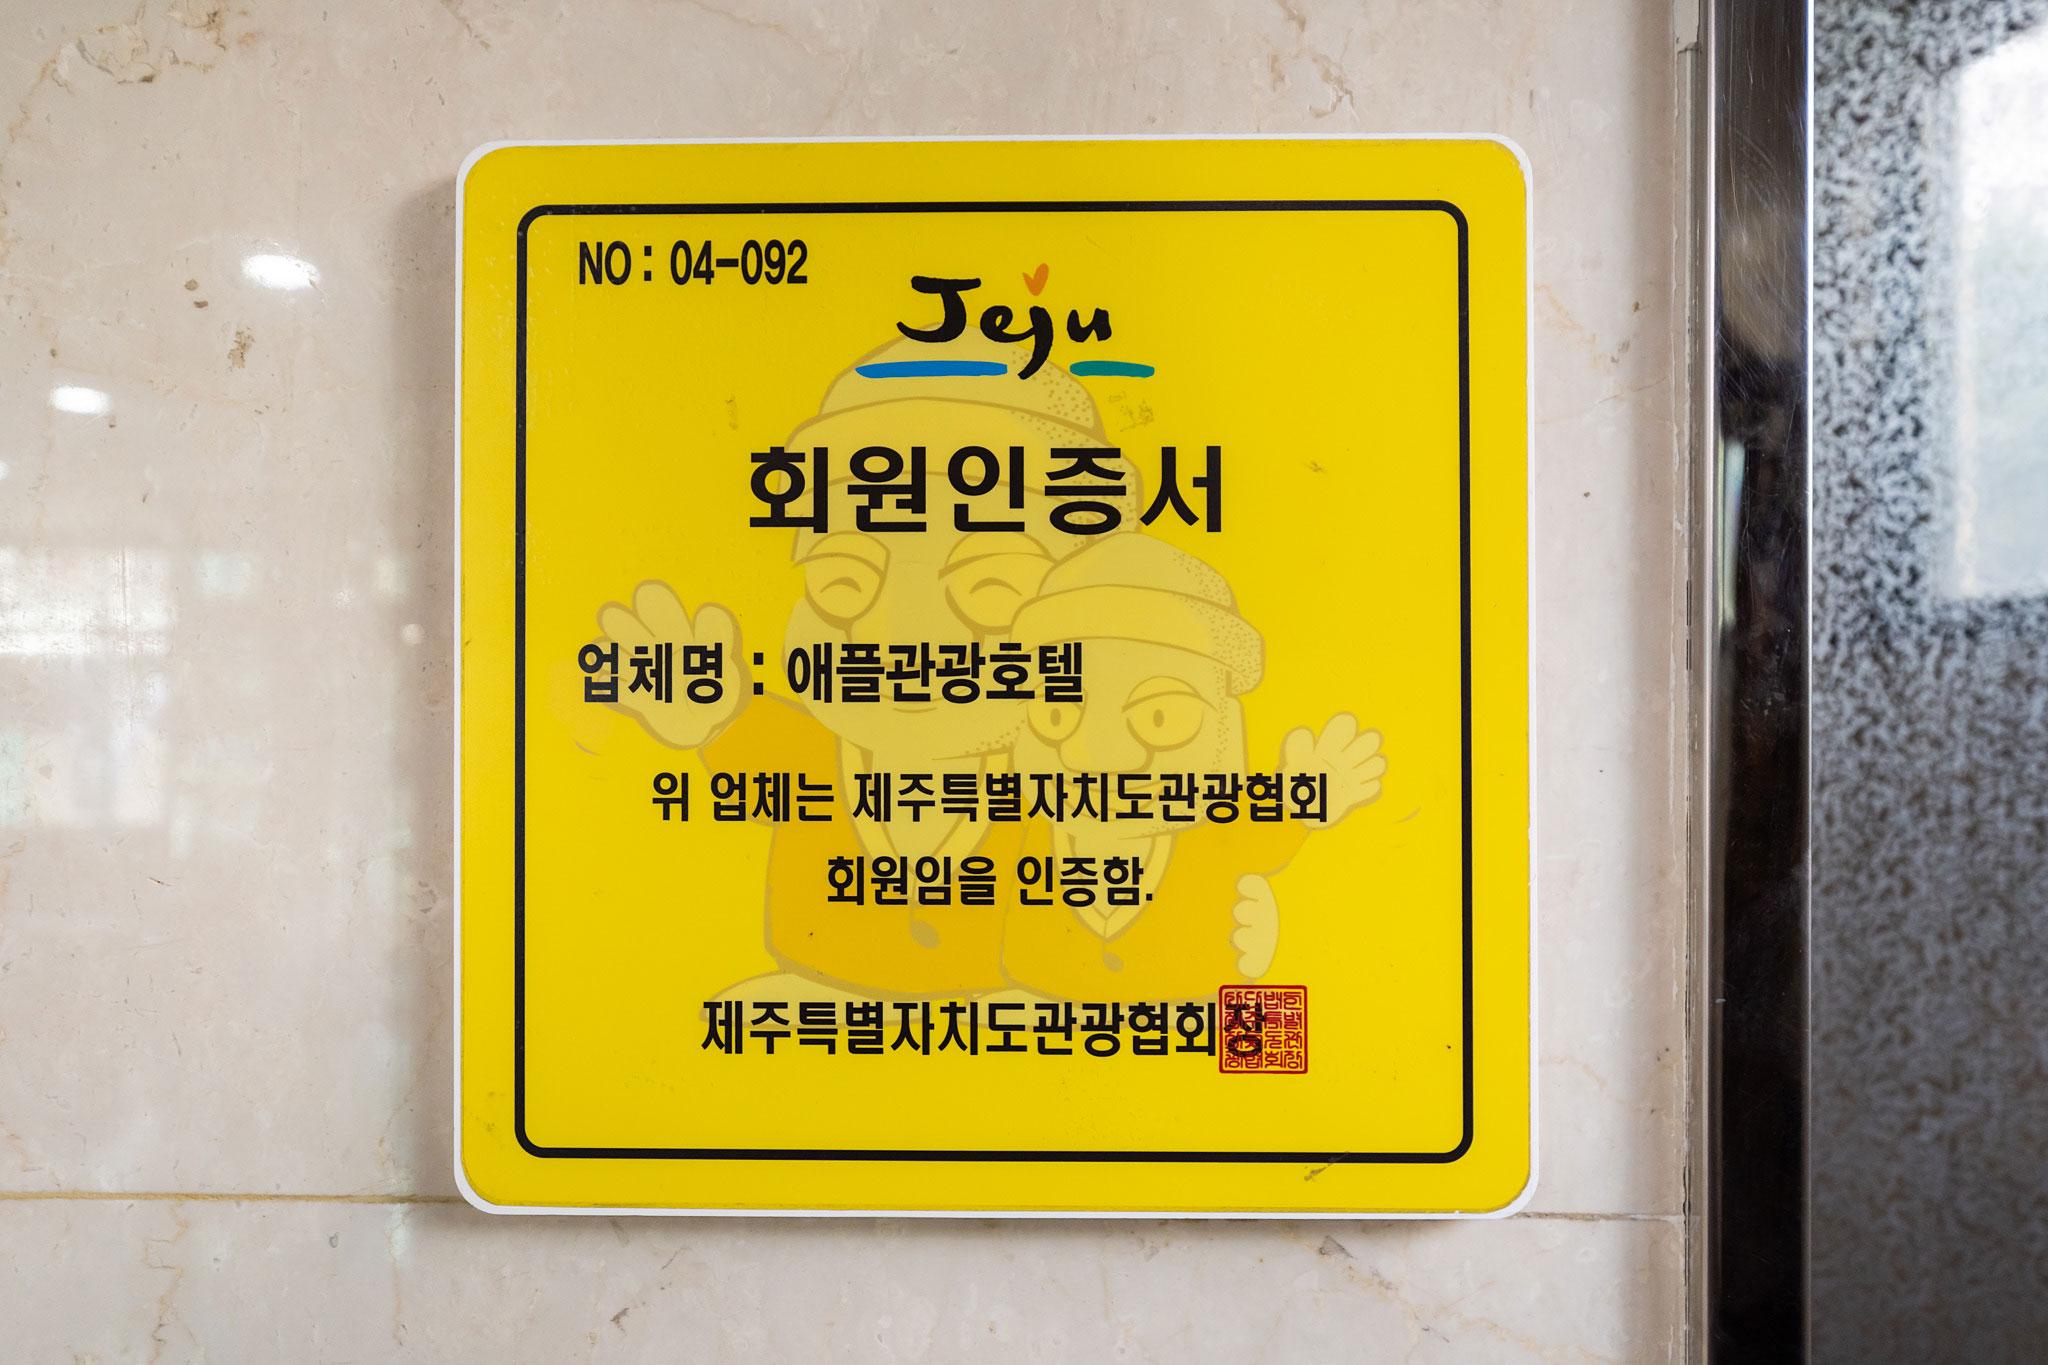 NO : 04-092
Jeju
회원인증서
업체명 : 애플관광호텔
위 업체는 제주특별자치도관광협회
회원임을 인증함.
제주특별자치도관광협회장